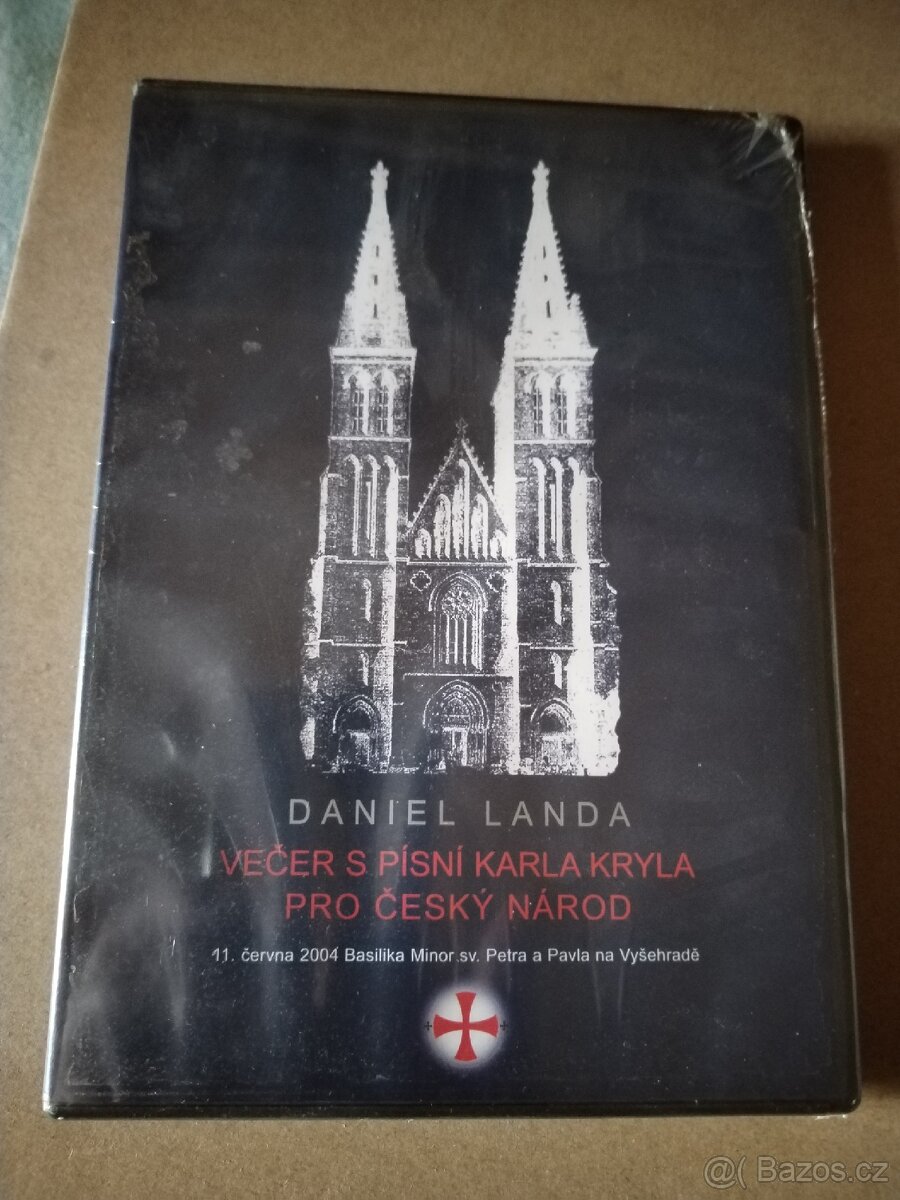 DANIEL LANDA
VEČER S PÍSNÍ KARLA KRYLA
PRO ČESKÝ NÁROD
11. června 2004 Basilika Minor sv. Petra a Pavla na Vyšehradě
@( Bazos.cz